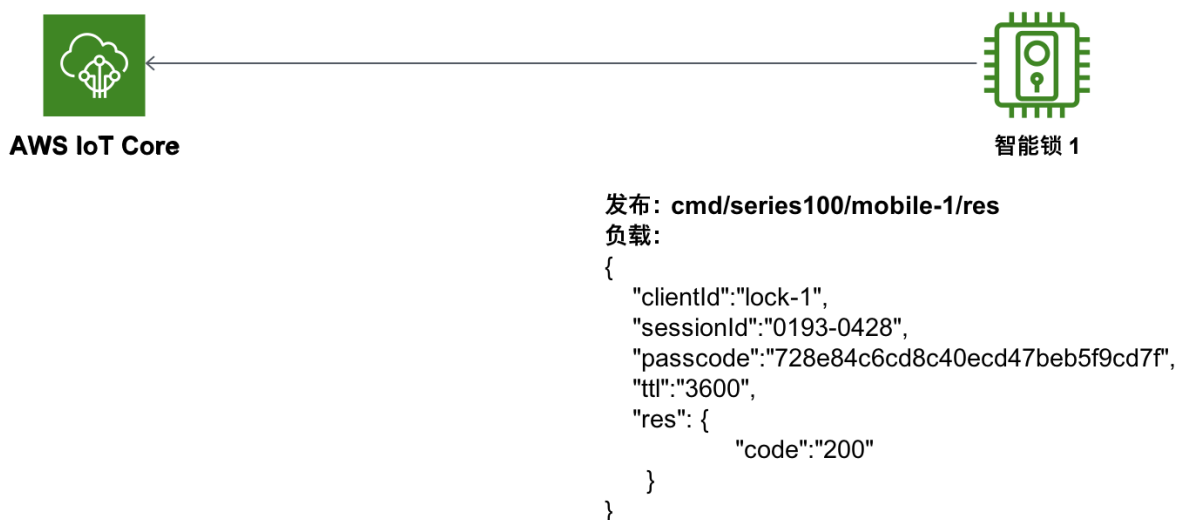 AWS IoT Core
智能锁 1
发布：cmd/series100/mobile-1/res
负载：
{
"clientId":"lock-1",
"sessionId":"0193-0428",
"passcode":"728e84c6cd8c40ecd47beb5f9cd7f",
"ttl":"3600",
"res": {
"code":"200"
}
}